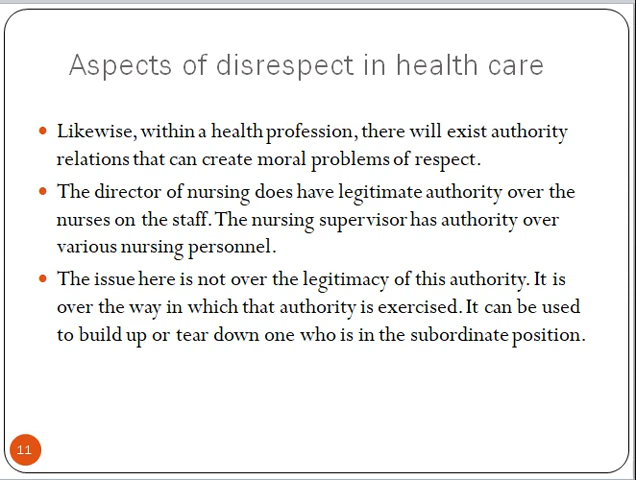 Aspects of disrespect in health care
Likewise, within a health profession, there will exist authority
relations that can create moral problems of respect.
The director of nursing does have legitimate authority over the
nurses on the staff. The nursing supervisor has authority over
various nursing personnel.
The issue here is not over the legitimacy of this authority. It is
over the way in which that authority is exercised. It can be used
to build up or tear down one who is in the subordinate position.
11